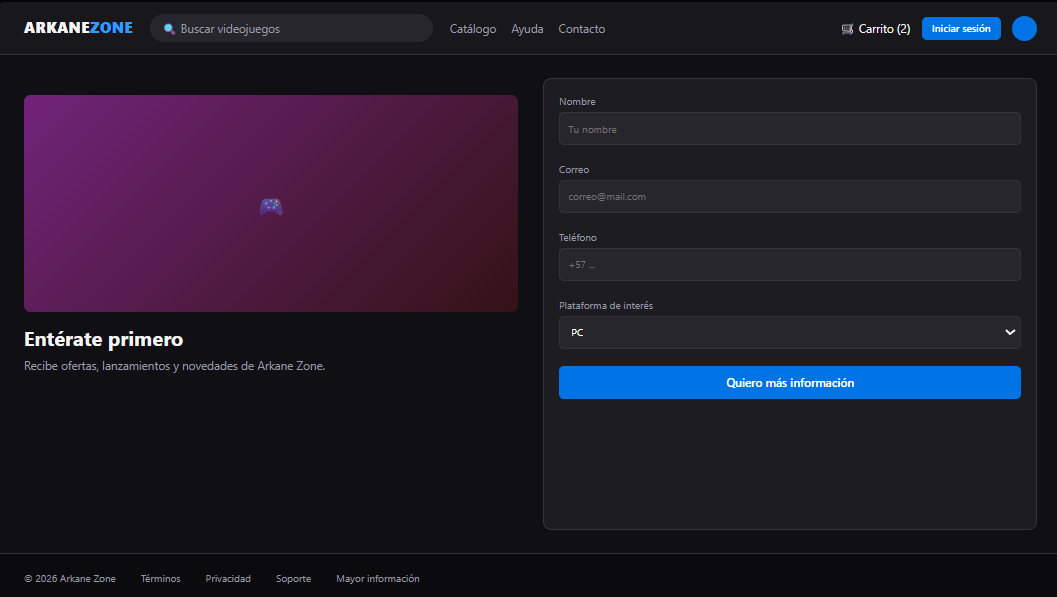 ARKANEZONE
Buscar videojuegos
Catálogo Ayuda Contacto
Carrito (2)
Iniciar sesión
Entérate primero
Recibe ofertas, lanzamientos y novedades de Arkane Zone.
Nombre
Tu nombre
Correo
correo@mail.com
Teléfono
+57 ...
Plataforma de interés
PC
Quiero más información
© 2026 Arkane Zone Términos Privacidad Soporte Mayor información